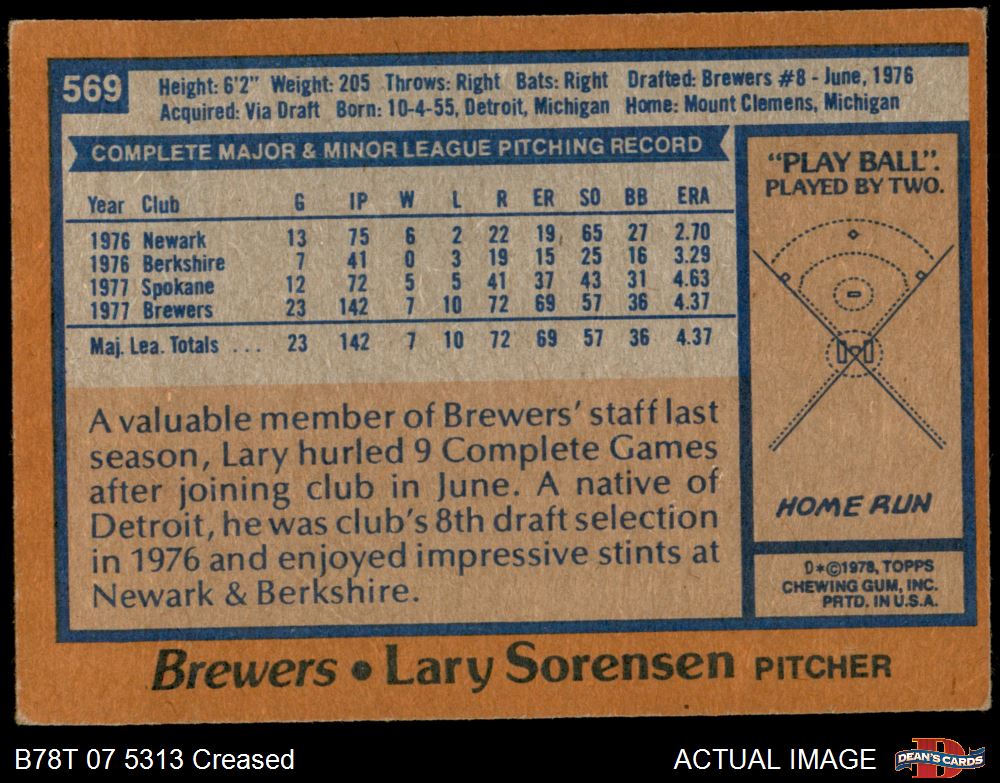 569
Height: 6'2" Weight: 205 Throws: Right Bats: Right Drafted: Brewers #8 - June, 1976
Acquired: Via Draft Born: 10-4-55, Detroit, Michigan Home: Mount Clemens, Michigan
COMPLETE MAJOR & MINOR LEAGUE PITCHING RECORD
Year Club G IP W L R ER SO BB ERA
1976 Newark 13 75 6 2 22 19 65 27 2.70
1976 Berkshire 7 41 0 3 19 15 25 16 3.29
1977 Spokane 12 72 5 5 41 37 43 31 4.63
1977 Brewers 23 142 7 10 72 69 57 36 4.37
Maj. Lea. Totals ... 23 142 7 10 72 69 57 36 4.37
A valuable member of Brewers' staff last
season, Lary hurled 9 Complete Games
after joining club in June. A native of
Detroit, he was club's 8th draft selection
in 1976 and enjoyed impressive stints at
Newark & Berkshire.
"PLAY BALL":
PLAYED BY TWO.
HOME RUN
D*©1978, TOPPS
CHEWING GUM, INC.
PRTD. IN U.S.A.
Brewers • Lary Sorensen PITCHER
B78T 07 5313 Creased
ACTUAL IMAGE
D
DEAN'S CARDS